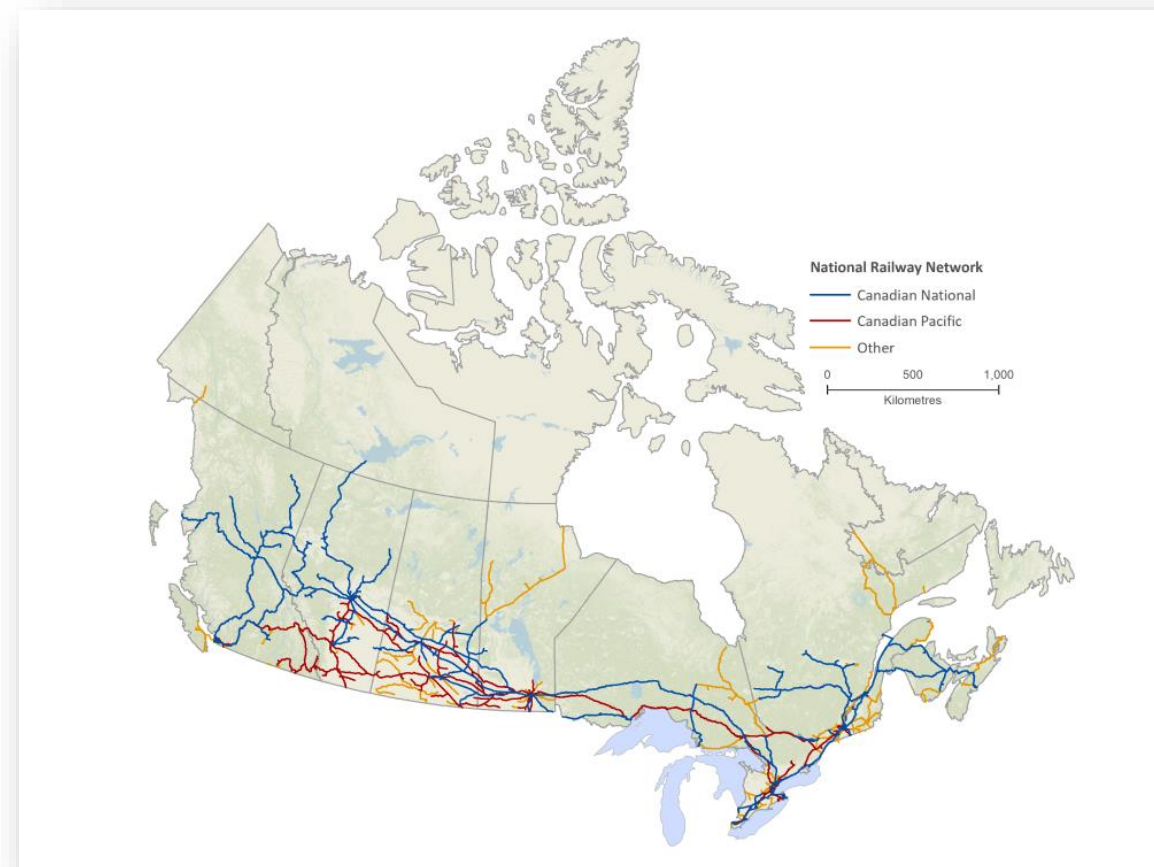 National Railway Network
Canadian National
Canadian Pacific
Other
0 500 1,000
Kilometres